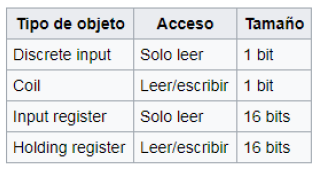 Tipo de objeto Acceso Tamaño
Discrete input Solo leer 1 bit
Coil Leer/escribir 1 bit
Input register Solo leer 16 bits
Holding register Leer/escribir 16 bits